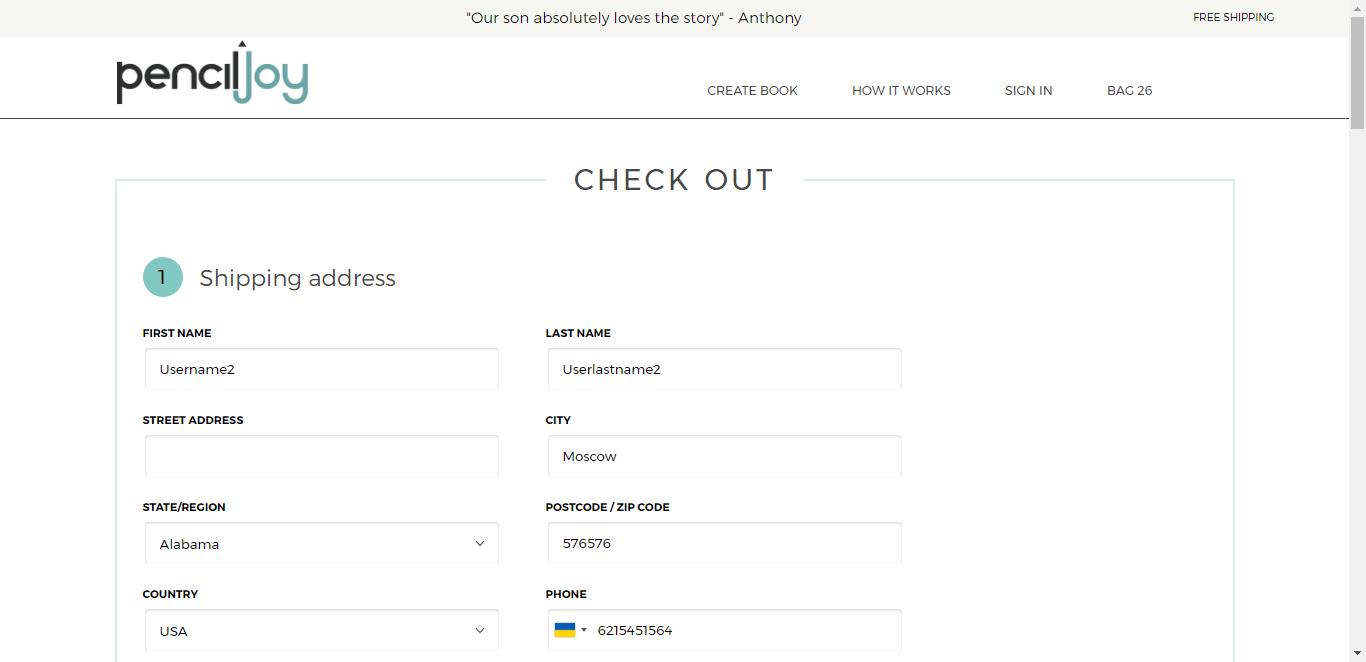 "Our son absolutely loves the story" - Anthony
FREE SHIPPING
penciljoy
CREATE BOOK
HOW IT WORKS
SIGN IN
BAG 26
CHECK OUT
1 Shipping address
FIRST NAME
LAST NAME
Username2
Userlastname2
STREET ADDRESS
CITY
Moscow
STATE/REGION
POSTCODE / ZIP CODE
Alabama
576576
COUNTRY
PHONE
USA
6215451564